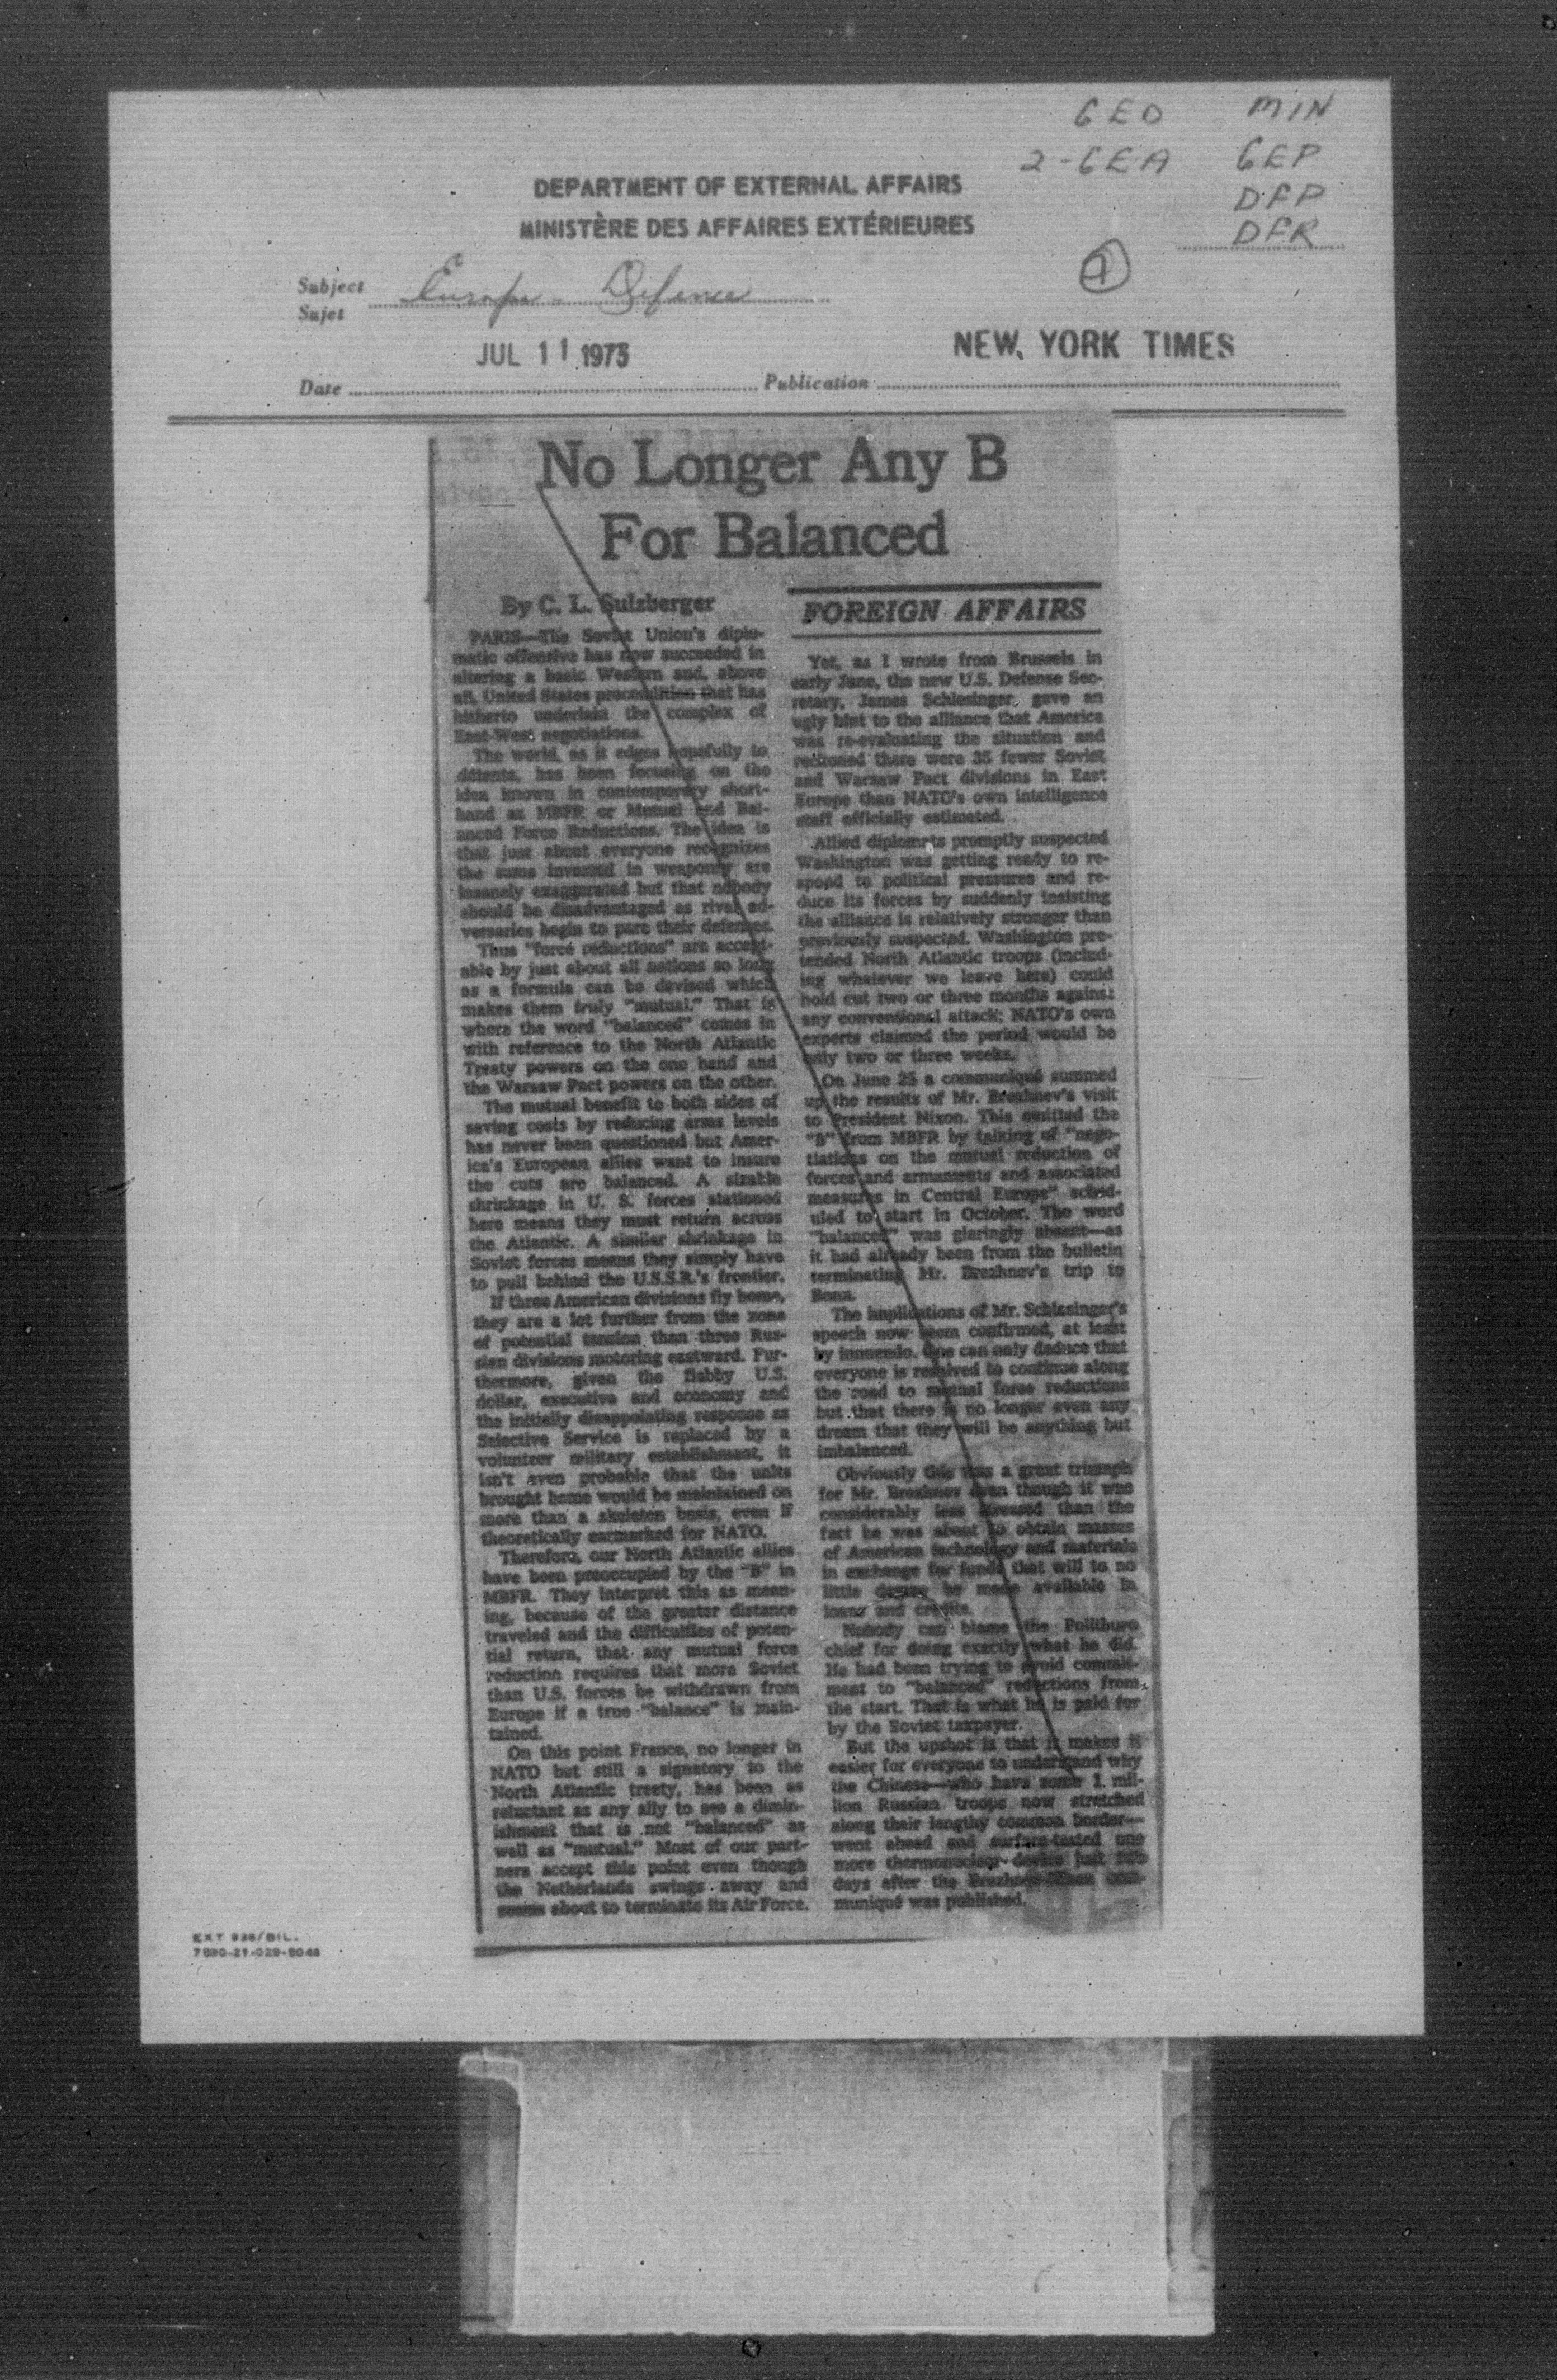 GEO MIN
2-GEA GEP
DFP
DFR
DEPARTMENT OF EXTERNAL AFFAIRS
MINISTÈRE DES AFFAIRES EXTÉRIEURES
Subject
Sujet
Europe - Defence
JUL 11 1973
NEW YORK TIMES
Date
Publication
No Longer Any B
For Balanced
By C. L. Sulzberger
PARIS—The Soviet Union's diplo-
matic offensive has now succeeded in
altering a basic Western and, above
all, United States precondition that has
hitherto underlain the complex of
East-West negotiations.
The world, as it edges hopefully to
détente, has been focusing on the
idea known in contemporary short-
hand as MBFR or Mutual and Bal-
anced Force Reductions. The idea is
that just about everyone recognizes
the sums invested in weaponry are
insanely exaggerated but that nobody
should be disadvantaged as rival ad-
versaries begin to pare their defenses.
Thus "force reductions" are accept-
able by just about all nations so long
as a formula can be devised which
makes them truly "mutual." That is
where the word "balanced" comes in
with reference to the North Atlantic
Treaty powers on the one hand and
the Warsaw Pact powers on the other.
The mutual benefit to both sides of
saving costs by reducing arms levels
has never been questioned but Amer-
ica's European allies want to insure
the cuts are balanced. A sizable
shrinkage in U. S. forces stationed
here means they must return across
the Atlantic. A similar shrinkage in
Soviet forces means they simply have
to pull behind the U.S.S.R.'s frontier.
If three American divisions fly home,
they are a lot further from the zone
of potential tension than three Rus-
sian divisions motoring eastward. Fur-
thermore, given the flabby U.S.
dollar, executive and economy and
the initially disappointing response as
Selective Service is replaced by a
volunteer military establishment, it
isn't even probable that the units
brought home would be maintained on
more than a skeleton basis, even if
theoretically earmarked for NATO.
Therefore, our North Atlantic allies
have been preoccupied by the "B" in
MBFR. They interpret this as mean-
ing, because of the greater distance
traveled and the difficulties of poten-
tial return, that any mutual force
reduction requires that more Soviet
than U.S. forces be withdrawn from
Europe if a true "balance" is main-
tained.
On this point France, no longer in
NATO but still a signatory to the
North Atlantic treaty, has been as
reluctant as any ally to see a dimin-
ishment that is not "balanced" as
well as "mutual." Most of our part-
ners accept this point even though
the Netherlands swings away and
seems about to terminate its Air Force.
FOREIGN AFFAIRS
Yet, as I wrote from Brussels in
early June, the new U.S. Defense Sec-
retary, James Schlesinger, gave an
ugly hint to the alliance that America
was re-evaluating the situation and
reckoned there were 35 fewer Soviet
and Warsaw Pact divisions in East
Europe than NATO's own intelligence
staff officially estimated.
Allied diplomats promptly suspected
Washington was getting ready to re-
spond to political pressures and re-
duce its forces by suddenly insisting
the alliance is relatively stronger than
previously suspected. Washington pre-
tended North Atlantic troops (includ-
ing whatever we leave here) could
hold out two or three months against
any conventional attack; NATO's own
experts claimed the period would be
only two or three weeks.
On June 25 a communiqué summed
up the results of Mr. Brezhnev's visit
to President Nixon. This omitted the
"B" from MBFR by talking of "nego-
tiations on the mutual reduction of
forces and armaments and associated
measures in Central Europe" sched-
uled to start in October. The word
"balanced" was glaringly absent—as
it had already been from the bulletin
terminating Mr. Brezhnev's trip to
Bonn.
The implications of Mr. Schlesinger's
speech now seem confirmed, at least
by innuendo. One can only deduce that
everyone is resolved to continue along
the road to mutual force reductions
but that there is no longer even any
dream that they will be anything but
imbalanced.
Obviously this was a great triumph
for Mr. Brezhnev even though it was
considerably less stressed than the
fact he was about to obtain masses
of American technology and materials
in exchange for funds that will to no
little degree be made available in
loans and credits.
Nobody can blame the Politburo
chief for doing exactly what he did.
He had been trying to avoid commit-
ment to "balanced" reductions from
the start. That is what he is paid for
by the Soviet taxpayer.
But the upshot is that it makes it
easier for everyone to understand why
the Chinese—who have some 1 mil-
lion Russian troops now stretched
along their lengthy common border—
went ahead and surface-tested one
more thermonuclear device just two
days after the Brezhnev-Nixon com-
muniqué was published.
EXT 936/BIL.
7530-21-029-5046